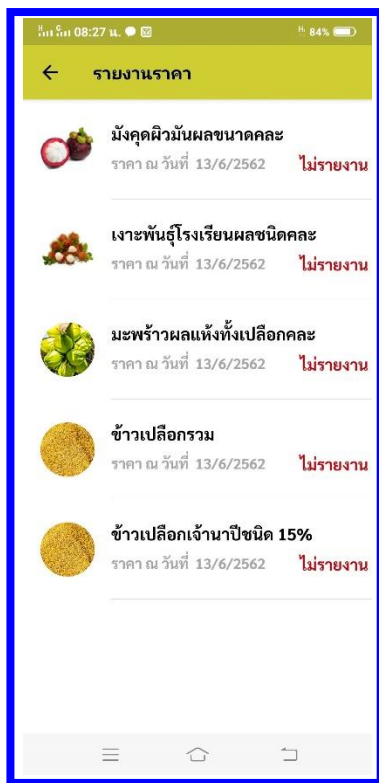 08:27 น. 84%
รายงานราคา
มังคุดผิวมันผลขนาดคละ
ราคา ณ วันที่ 13/6/2562 ไม่รายงาน
เงาะพันธุ์โรงเรียนผลชนิดคละ
ราคา ณ วันที่ 13/6/2562 ไม่รายงาน
มะพร้าวผลแห้งทั้งเปลือกคละ
ราคา ณ วันที่ 13/6/2562 ไม่รายงาน
ข้าวเปลือกรวม
ราคา ณ วันที่ 13/6/2562 ไม่รายงาน
ข้าวเปลือกเจ้านาปีชนิด 15%
ราคา ณ วันที่ 13/6/2562 ไม่รายงาน